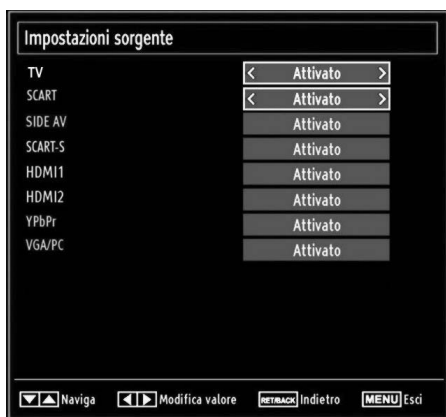 Impostazioni sorgente
TV < Attivato >
SCART < Attivato >
SIDE AV Attivato
SCART-S Attivato
HDMI1 Attivato
HDMI2 Attivato
YPbPr Attivato
VGA/PC Attivato
Naviga Modifica valore RET/BACK Indietro MENU Esci